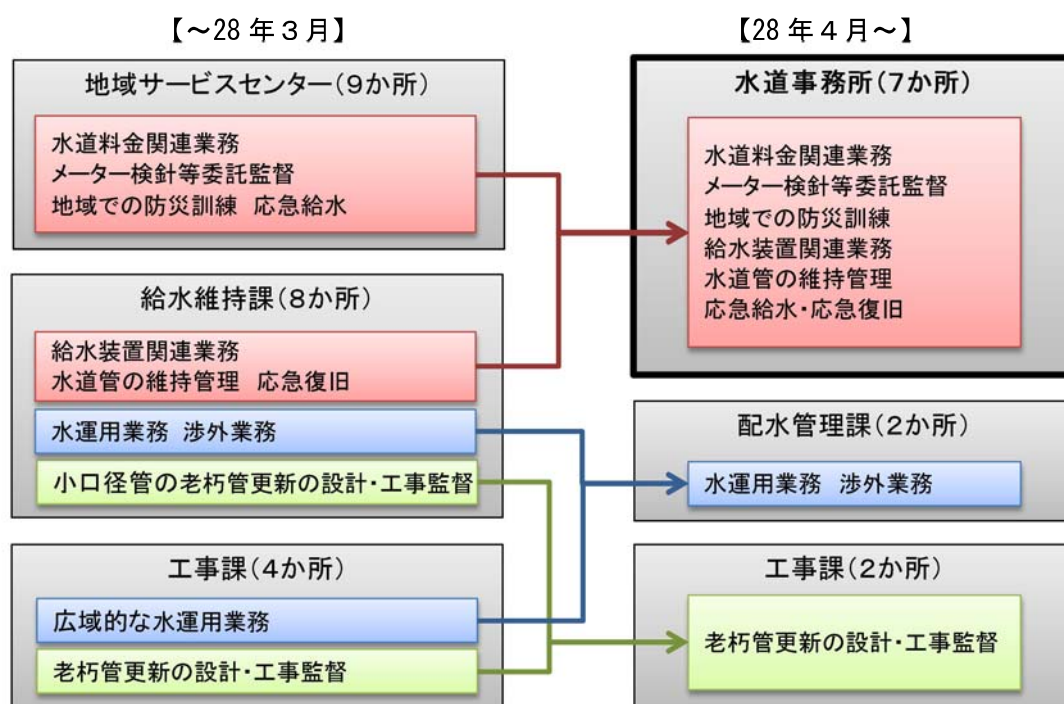 【～28年3月】
地域サービスセンター(9か所)
水道料金関連業務
メーター検針等委託監督
地域での防災訓練 応急給水
給水維持課(8か所)
給水装置関連業務
水道管の維持管理 応急復旧
水運用業務 渉外業務
小口径管の老朽管更新の設計・工事監督
工事課(4か所)
広域的な水運用業務
老朽管更新の設計・工事監督
【28年4月～】
水道事務所(7か所)
水道料金関連業務
メーター検針等委託監督
地域での防災訓練
給水装置関連業務
水道管の維持管理
応急給水・応急復旧
配水管理課(2か所)
水運用業務 渉外業務
工事課(2か所)
老朽管更新の設計・工事監督